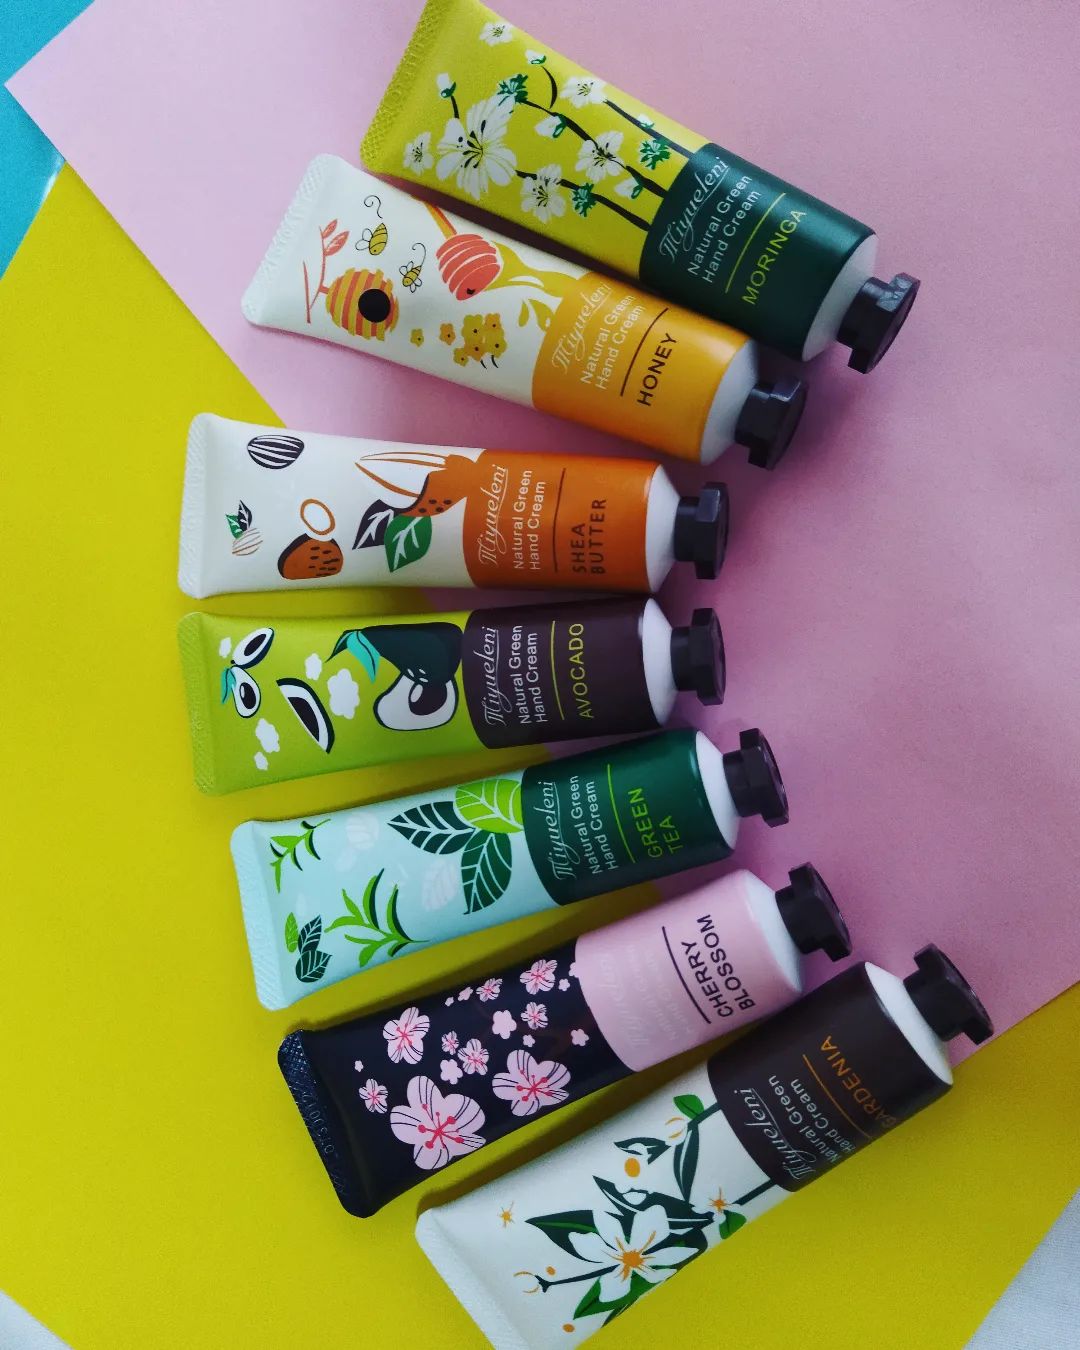 Miyueleni
Natural Green
Hand Cream
MORINGA
Miyueleni
Natural Green
Hand Cream
HONEY
Miyueleni
Natural Green
Hand Cream
SHEA
BUTTER
Miyueleni
Natural Green
Hand Cream
AVOCADO
Miyueleni
Natural Green
Hand Cream
GREEN
TEA
CHERRY
BLOSSOM
Miyueleni
Natural Green
Hand Cream
GARDENIA